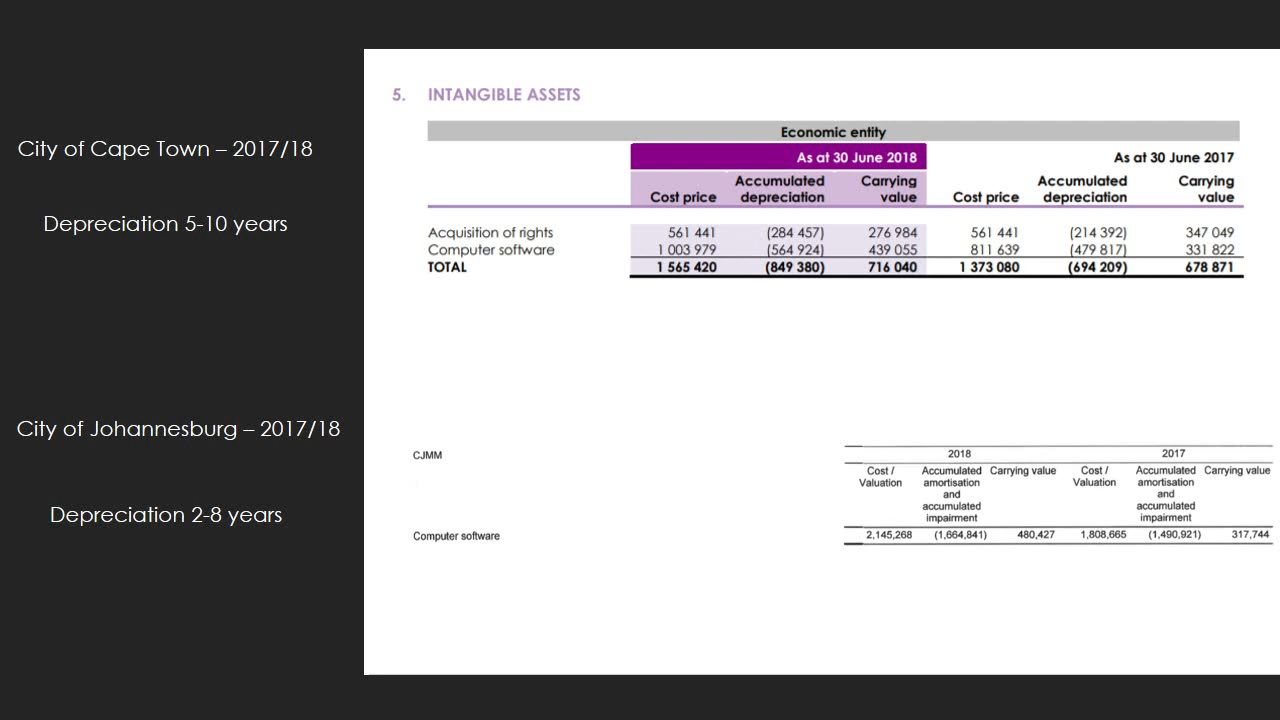 City of Cape Town – 2017/18
Depreciation 5-10 years
City of Johannesburg – 2017/18
Depreciation 2-8 years
5. INTANGIBLE ASSETS
Economic entity
As at 30 June 2018 As at 30 June 2017
Cost price Accumulated depreciation Carrying value Cost price Accumulated depreciation Carrying value
Acquisition of rights 561 441 (284 457) 276 984 561 441 (214 392) 347 049
Computer software 1 003 979 (564 924) 439 055 811 639 (479 817) 331 822
TOTAL 1 565 420 (849 380) 716 040 1 373 080 (694 209) 678 871
CJMM 2018 2017
Cost / Valuation Accumulated amortisation and accumulated impairment Carrying value Cost / Valuation Accumulated amortisation and accumulated impairment Carrying value
Computer software 2,145,268 (1,664,841) 480,427 1,808,665 (1,490,921) 317,744